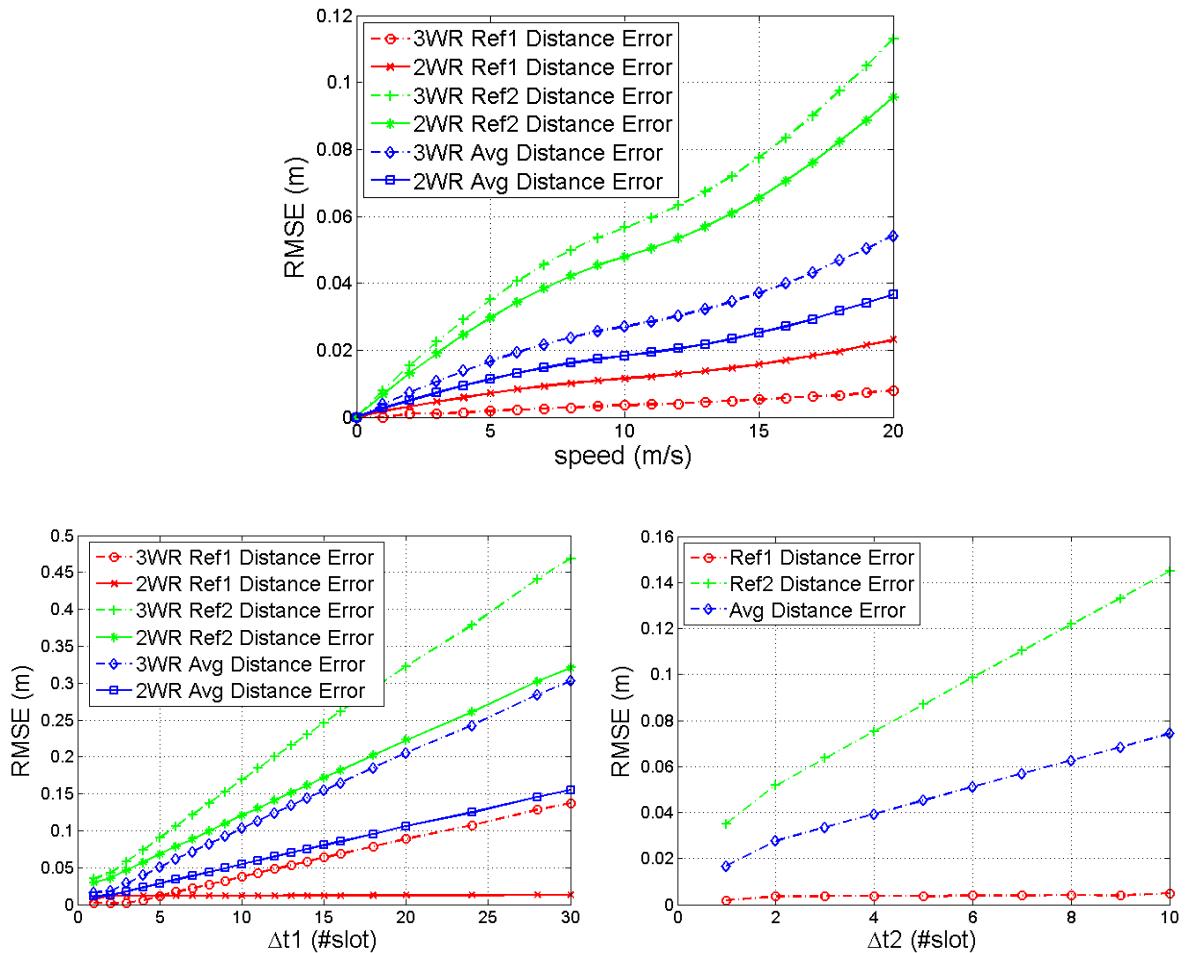 0.12
0.1
0.08
0.06
0.04
0.02
0
RMSE (m)
3WR Ref1 Distance Error
2WR Ref1 Distance Error
3WR Ref2 Distance Error
2WR Ref2 Distance Error
3WR Avg Distance Error
2WR Avg Distance Error
0 5 10 15 20
speed (m/s)
0.5
0.45
0.4
0.35
0.3
0.25
0.2
0.15
0.1
0.05
0
RMSE (m)
3WR Ref1 Distance Error
2WR Ref1 Distance Error
3WR Ref2 Distance Error
2WR Ref2 Distance Error
3WR Avg Distance Error
2WR Avg Distance Error
0 5 10 15 20 25 30
Δt1 (#slot)
0.16
0.14
0.12
0.1
0.08
0.06
0.04
0.02
0
RMSE (m)
Ref1 Distance Error
Ref2 Distance Error
Avg Distance Error
0 2 4 6 8 10
Δt2 (#slot)